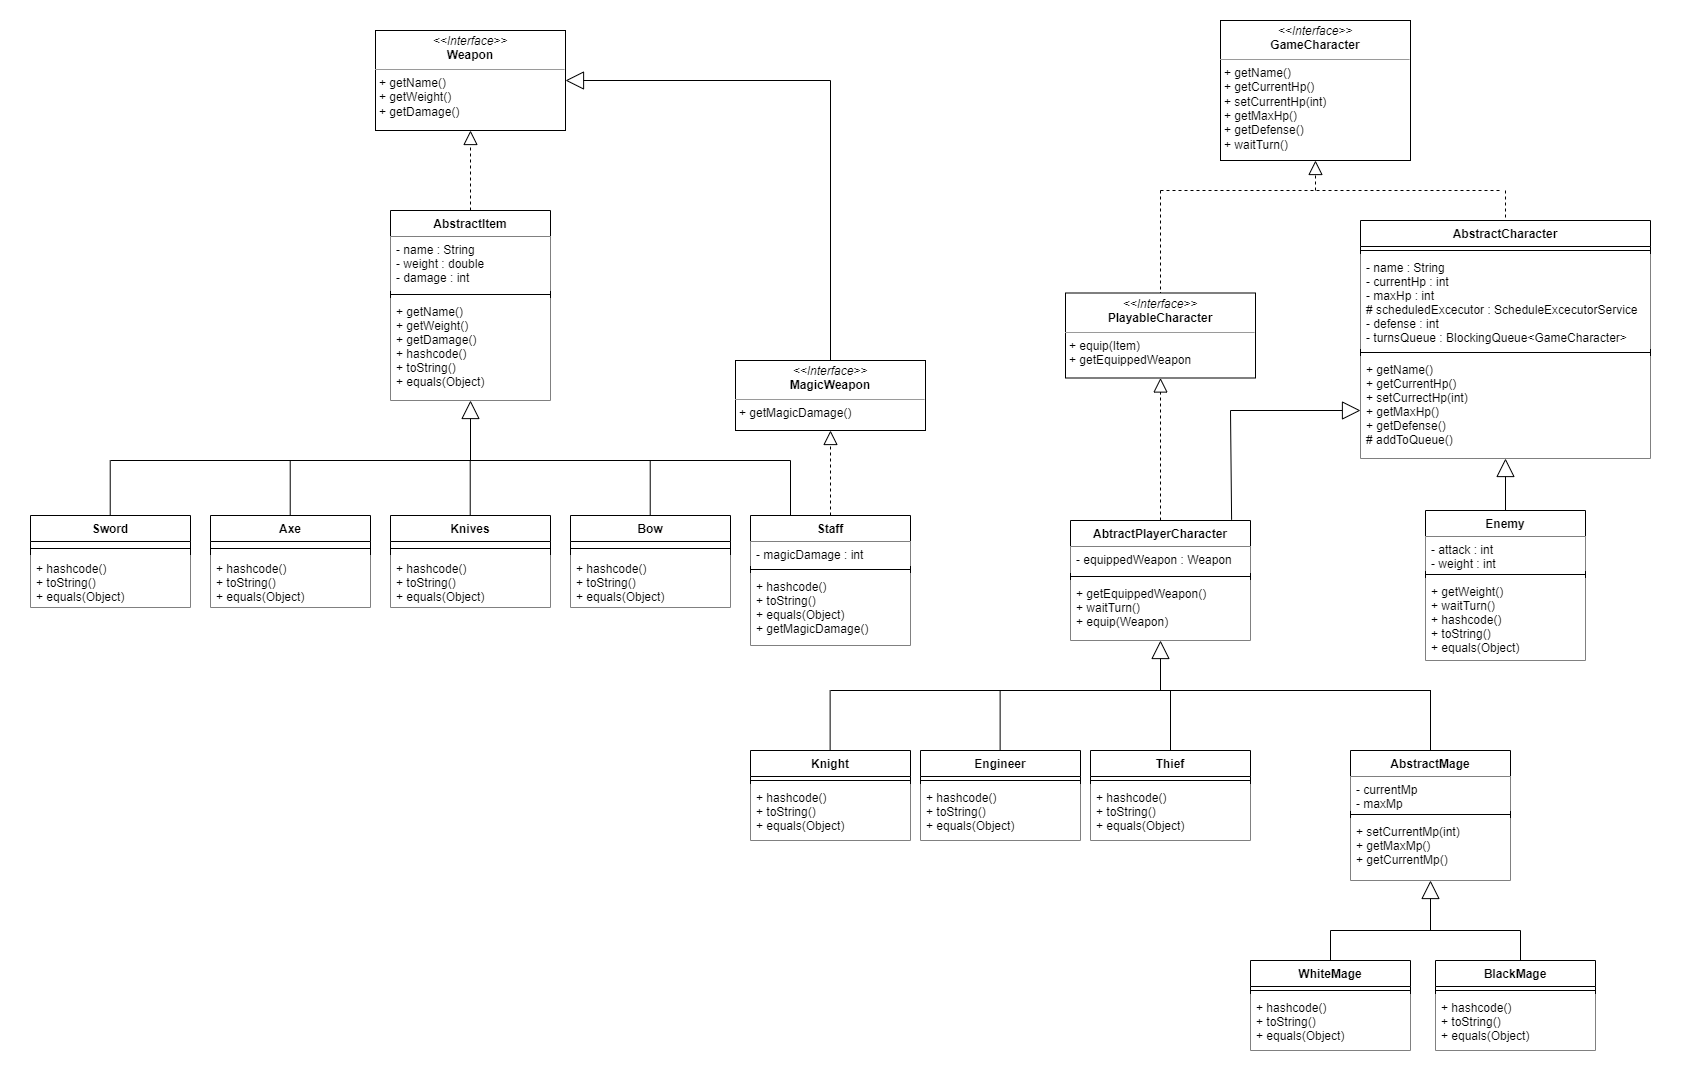 <<Interface>>
Weapon
+ getName()
+ getWeight()
+ getDamage()
<<Interface>>
GameCharacter
+ getName()
+ getCurrentHp()
+ setCurrentHp(int)
+ getMaxHp()
+ getDefense()
+ waitTurn()
AbstractItem
- name : String
- weight : double
- damage : int
+ getName()
+ getWeight()
+ getDamage()
+ hashcode()
+ toString()
+ equals(Object)
AbstractCharacter
- name : String
- currentHp : int
- maxHp : int
# scheduledExcecutor : ScheduleExcecutorService
- defense : int
- turnsQueue : BlockingQueue<GameCharacter>
+ getName()
+ getCurrentHp()
+ setCurrectHp(int)
+ getMaxHp()
+ getDefense()
# addToQueue()
<<Interface>>
PlayableCharacter
+ equip(Item)
+ getEquippedWeapon
<<Interface>>
MagicWeapon
+ getMagicDamage()
Sword
+ hashcode()
+ toString()
+ equals(Object)
Axe
+ hashcode()
+ toString()
+ equals(Object)
Knives
+ hashcode()
+ toString()
+ equals(Object)
Bow
+ hashcode()
+ toString()
+ equals(Object)
Staff
- magicDamage : int
+ hashcode()
+ toString()
+ equals(Object)
+ getMagicDamage()
AbtractPlayerCharacter
- equippedWeapon : Weapon
+ getEquippedWeapon()
+ waitTurn()
+ equip(Weapon)
Enemy
- attack : int
- weight : int
+ getWeight()
+ waitTurn()
+ hashcode()
+ toString()
+ equals(Object)
Knight
+ hashcode()
+ toString()
+ equals(Object)
Engineer
+ hashcode()
+ toString()
+ equals(Object)
Thief
+ hashcode()
+ toString()
+ equals(Object)
AbstractMage
- currentMp
- maxMp
+ setCurrentMp(int)
+ getMaxMp()
+ getCurrentMp()
WhiteMage
+ hashcode()
+ toString()
+ equals(Object)
BlackMage
+ hashcode()
+ toString()
+ equals(Object)